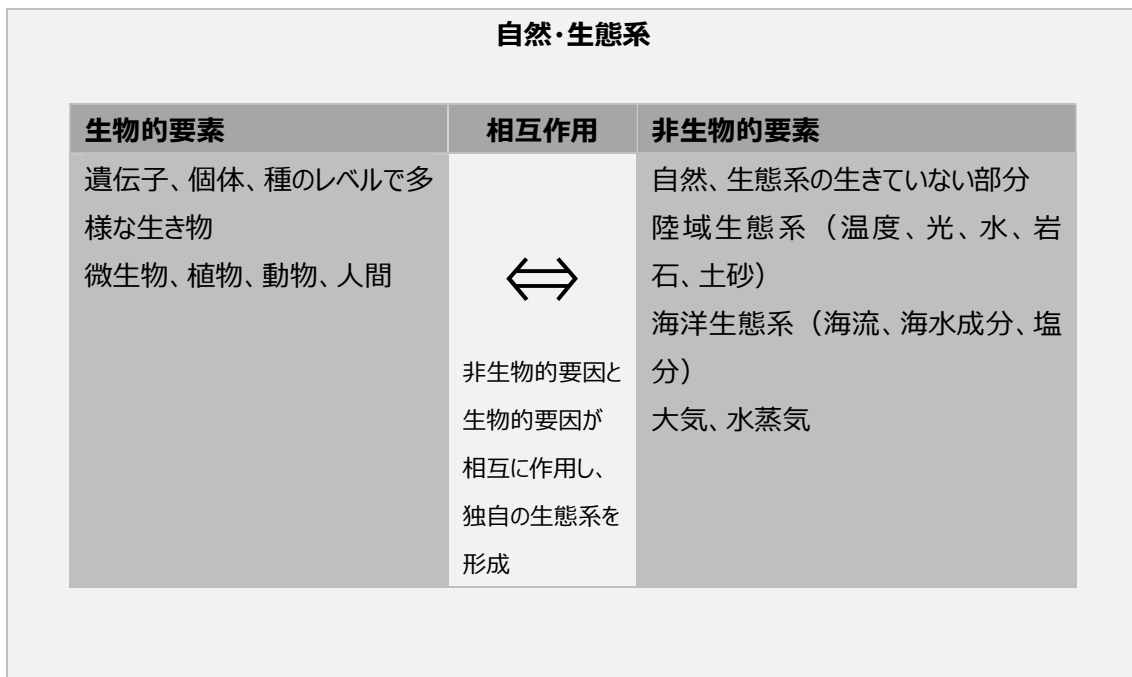 自然・生態系
生物的要素
相互作用
非生物的要素
遺伝子、個体、種のレベルで多
様な生き物
微生物、植物、動物、人間
⇔
非生物的要因と
生物的要因が
相互に作用し、
独自の生態系を
形成
自然、生態系の生きていない部分
陸域生態系（温度、光、水、岩
石、土砂）
海洋生態系（海流、海水成分、塩
分）
大気、水蒸気